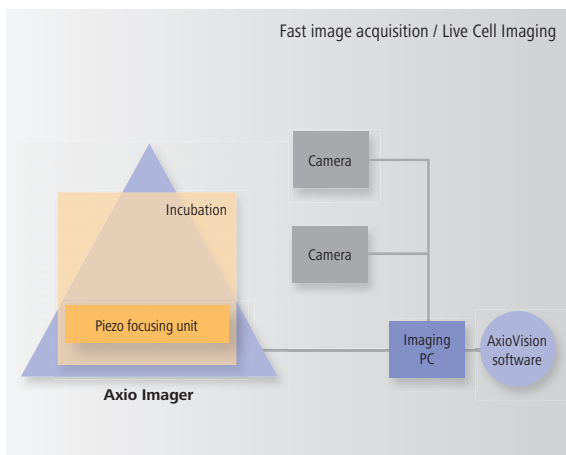 Fast image acquisition / Live Cell Imaging
Camera
Incubation
Camera
Piezo focusing unit
Imaging
PC
AxioVision
software
Axio Imager